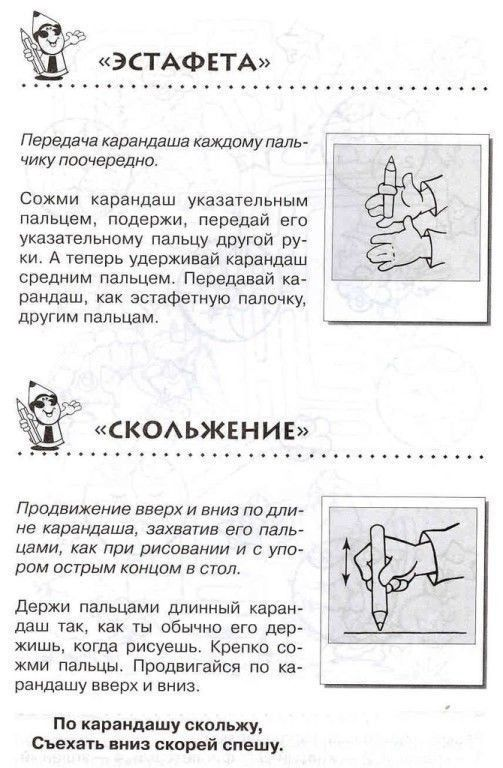 «ЭСТАФЕТА»
Передача карандаша каждому паль-
чику поочередно.
Сожми карандаш указательным
пальцем, подержи, передай его
указательному пальцу другой ру-
ки. А теперь удерживай карандаш
средним пальцем. Передавай ка-
рандаш, как эстафетную палочку,
другим пальцам.
«СКОЛЬЖЕНИЕ»
Продвижение вверх и вниз по дли-
не карандаша, захватив его паль-
цами, как при рисовании и с упо-
ром острым концом в стол.
Держи пальцами длинный каран-
даш так, как ты обычно его дер-
жишь, когда рисуешь. Крепко со-
жми пальцы. Продвигайся по ка-
рандашу вверх и вниз.
По карандашу скольжу,
Съехать вниз скорей спешу.